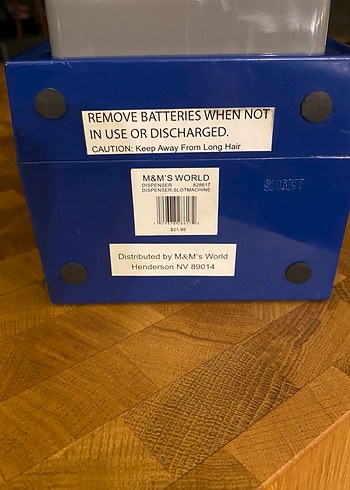 REMOVE BATTERIES WHEN NOT
IN USE OR DISCHARGED.
CAUTION: Keep Away From Long Hair
M&M'S WORLD
DISPENSER 828617
DISPENSER,SLOTMACHINE
$21.95
Distributed by M&M's World
Henderson NV 89014